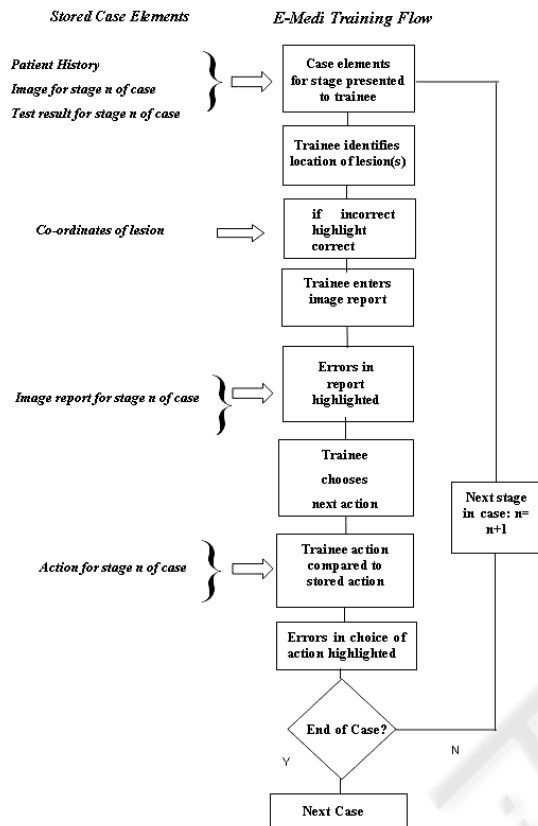 Stored Case Elements
E-Medi Training Flow
Patient History
Image for stage n of case
Test result for stage n of case
Case elements
for stage presented
to trainee
Trainee identifies
location of lesion(s)
Co-ordinates of lesion
if incorrect
highlight
correct
Trainee enters
image report
Image report for stage n of case
Errors in
report
highlighted
Trainee
chooses
next action
Next stage
in case: n=
n+1
Action for stage n of case
Trainee action
compared to
stored action
Errors in choice of
action highlighted
End of Case?
Y
N
Next Case